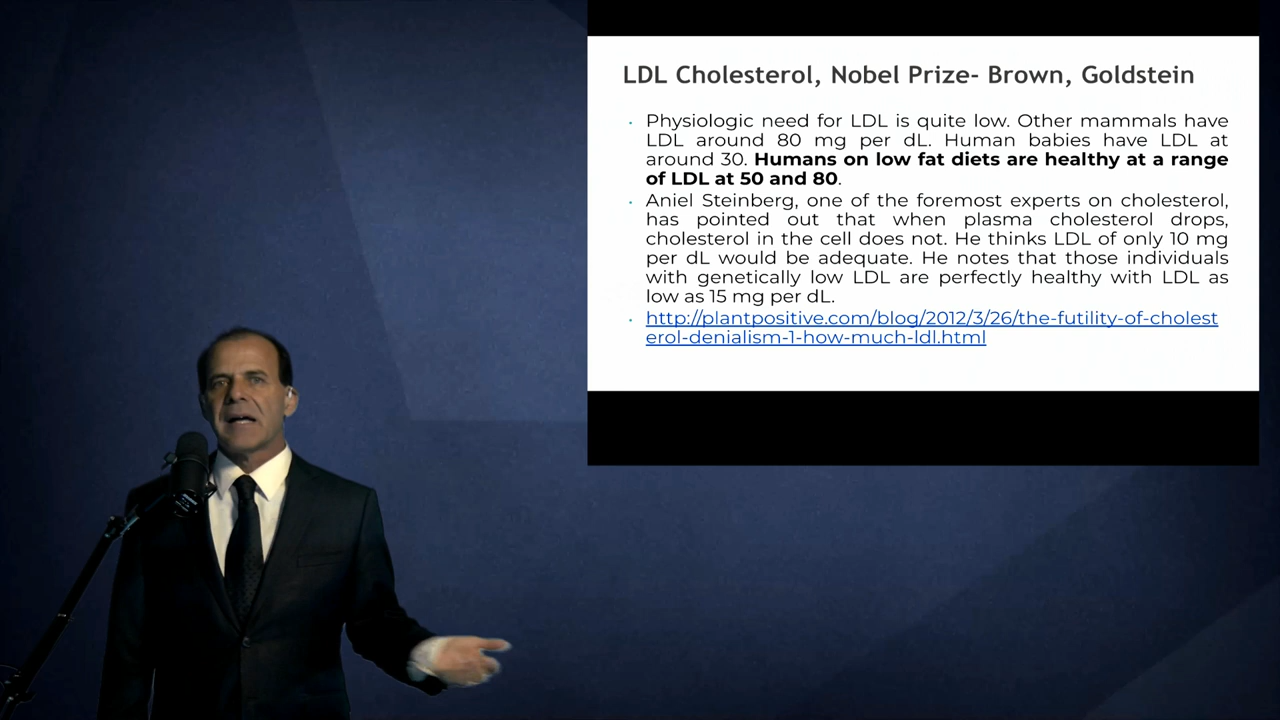 LDL Cholesterol, Nobel Prize- Brown, Goldstein
Physiologic need for LDL is quite low. Other mammals have
LDL around 80 mg per dL. Human babies have LDL at
around 30. Humans on low fat diets are healthy at a range
of LDL at 50 and 80.
Aniel Steinberg, one of the foremost experts on cholesterol,
has pointed out that when plasma cholesterol drops,
cholesterol in the cell does not. He thinks LDL of only 10 mg
per dL would be adequate. He notes that those individuals
with genetically low LDL are perfectly healthy with LDL as
low as 15 mg per dL.
http://plantpositive.com/blog/2012/3/26/the-futility-of-cholest
erol-denialism-1-how-much-ldl.html